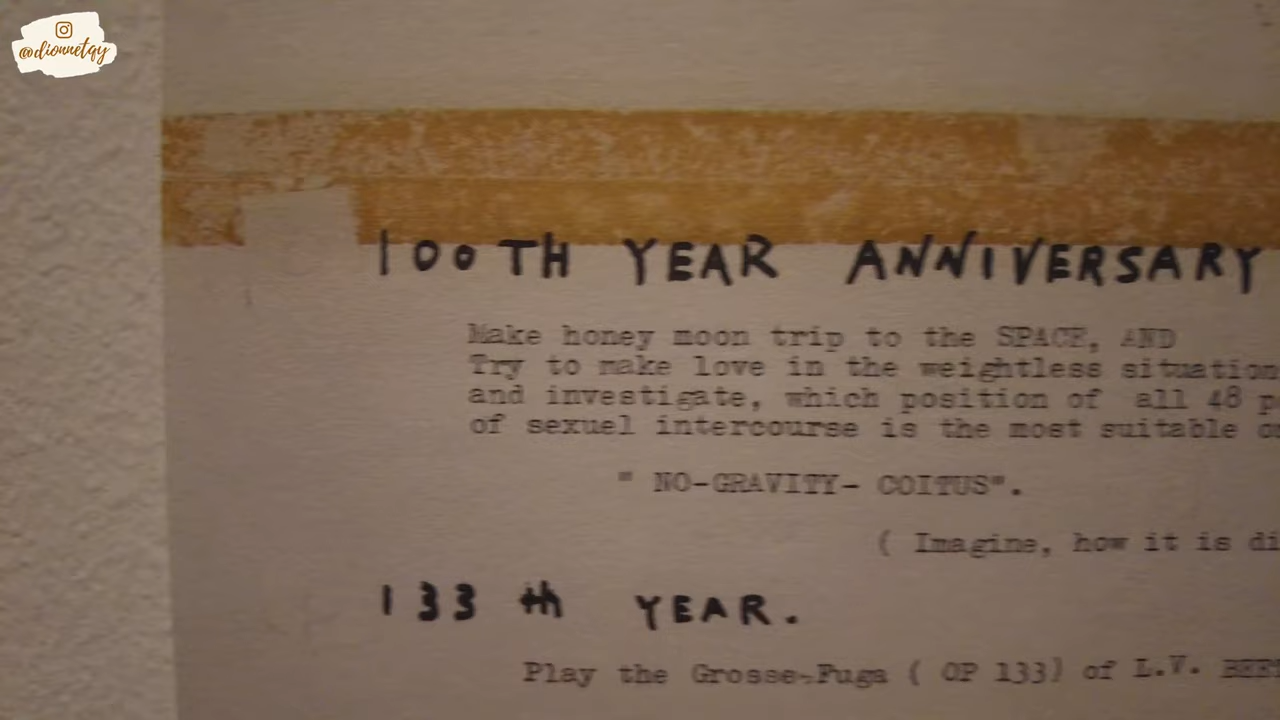 @dionnetqy
100TH YEAR ANNIVERSARY
Make honey moon trip to the SPACE, AND
Try to make love in the weightless situation
and investigate, which position of all 48
of sexuel intercourse is the most suitable
" NO-GRAVITY- COITUS".
( Imagine, how it is
133 th YEAR.
Play the Grosse-Fuga ( OP 133) of L.V.